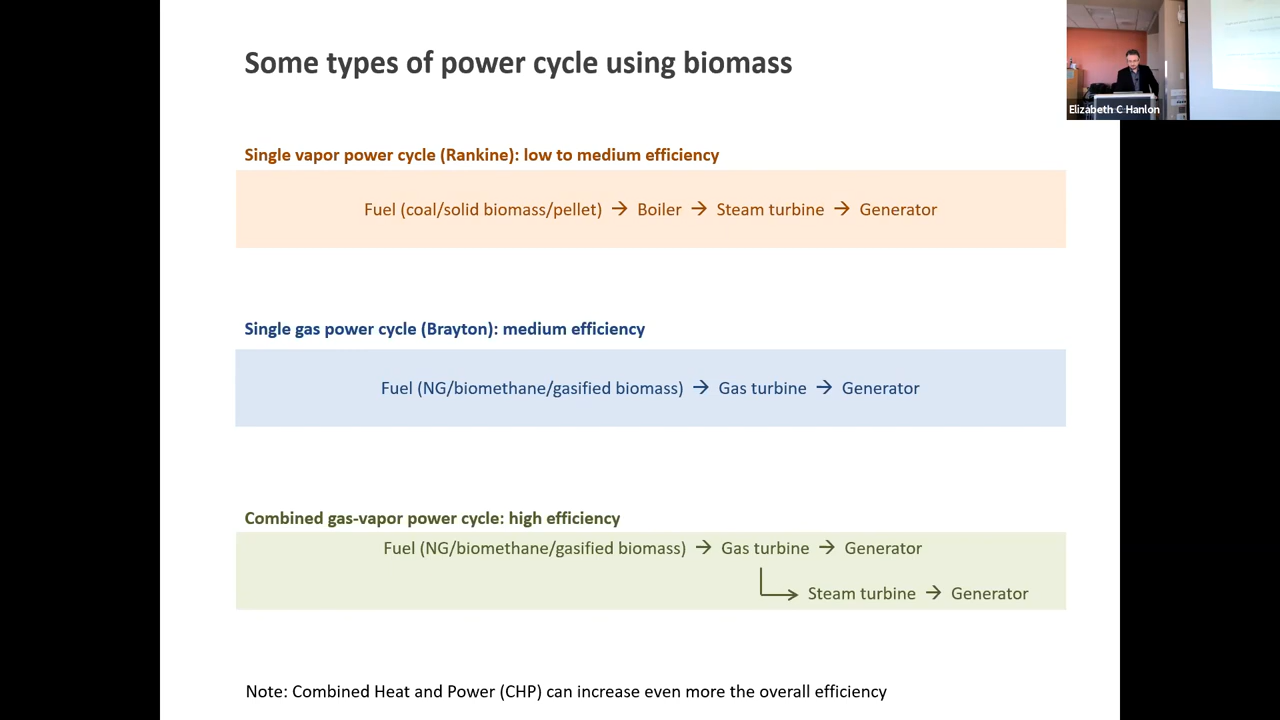 Some types of power cycle using biomass
Elizabeth C Hanlon
Single vapor power cycle (Rankine): low to medium efficiency
Fuel (coal/solid biomass/pellet) → Boiler → Steam turbine → Generator
Single gas power cycle (Brayton): medium efficiency
Fuel (NG/biomethane/gasified biomass) → Gas turbine → Generator
Combined gas-vapor power cycle: high efficiency
Fuel (NG/biomethane/gasified biomass) → Gas turbine → Generator
Steam turbine → Generator
Note: Combined Heat and Power (CHP) can increase even more the overall efficiency